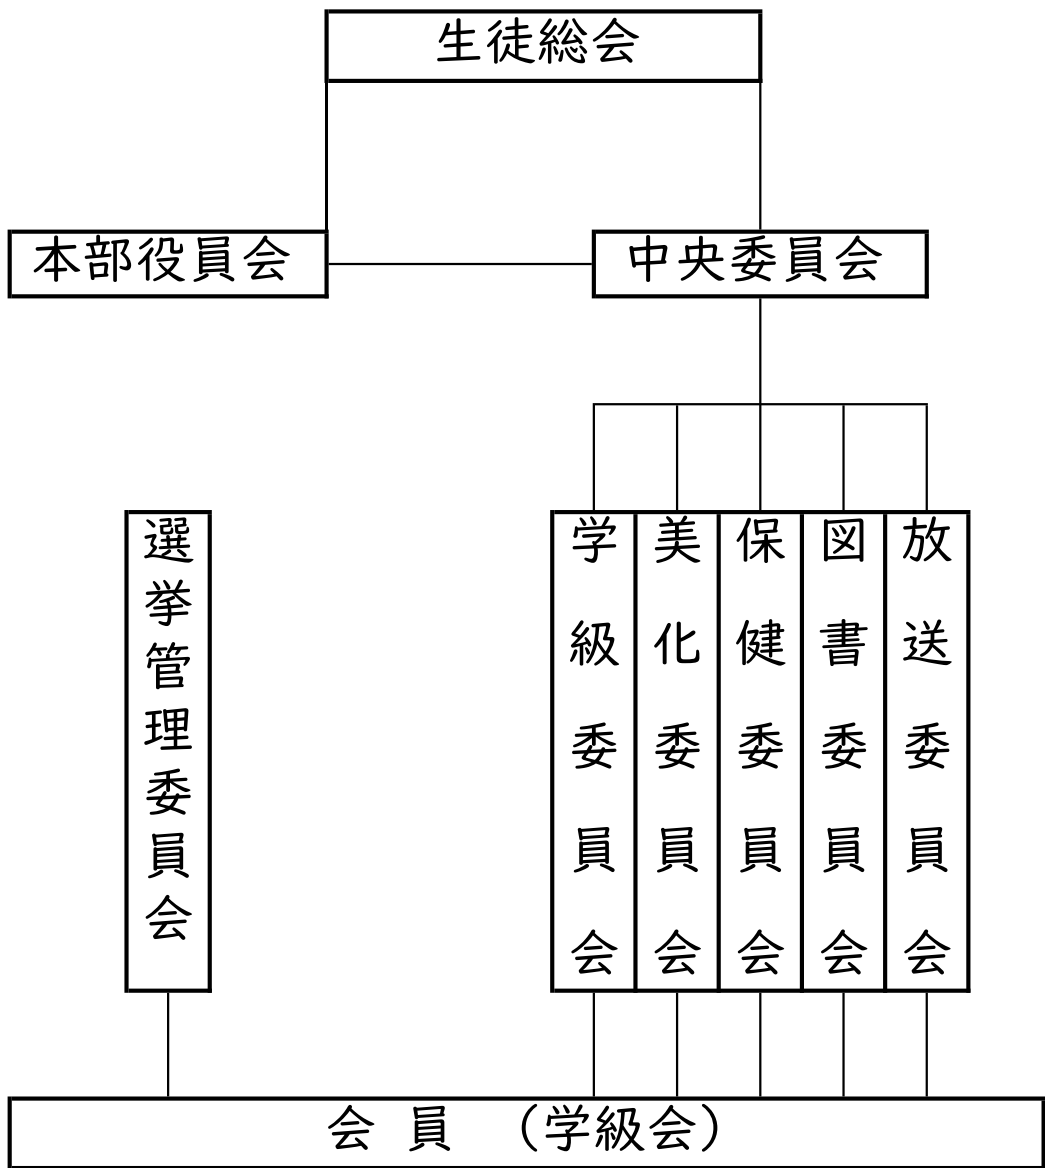 生徒総会
本部役員会
中央委員会
選挙管理委員会
学級委員会
美化委員会
保健委員会
図書委員会
放送委員会
会 員 （学級会）